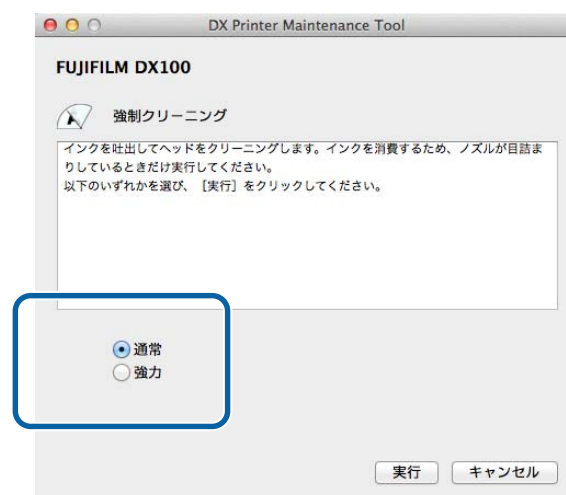 DX Printer Maintenance Tool
FUJIFILM DX100
強制クリーニング
インクを吐出してヘッドをクリーニングします。インクを消費するため、ノズルが目詰ま
りしているときだけ実行してください。
以下のいずれかを選び、［実行］をクリックしてください。
通常
強力
実行 キャンセル